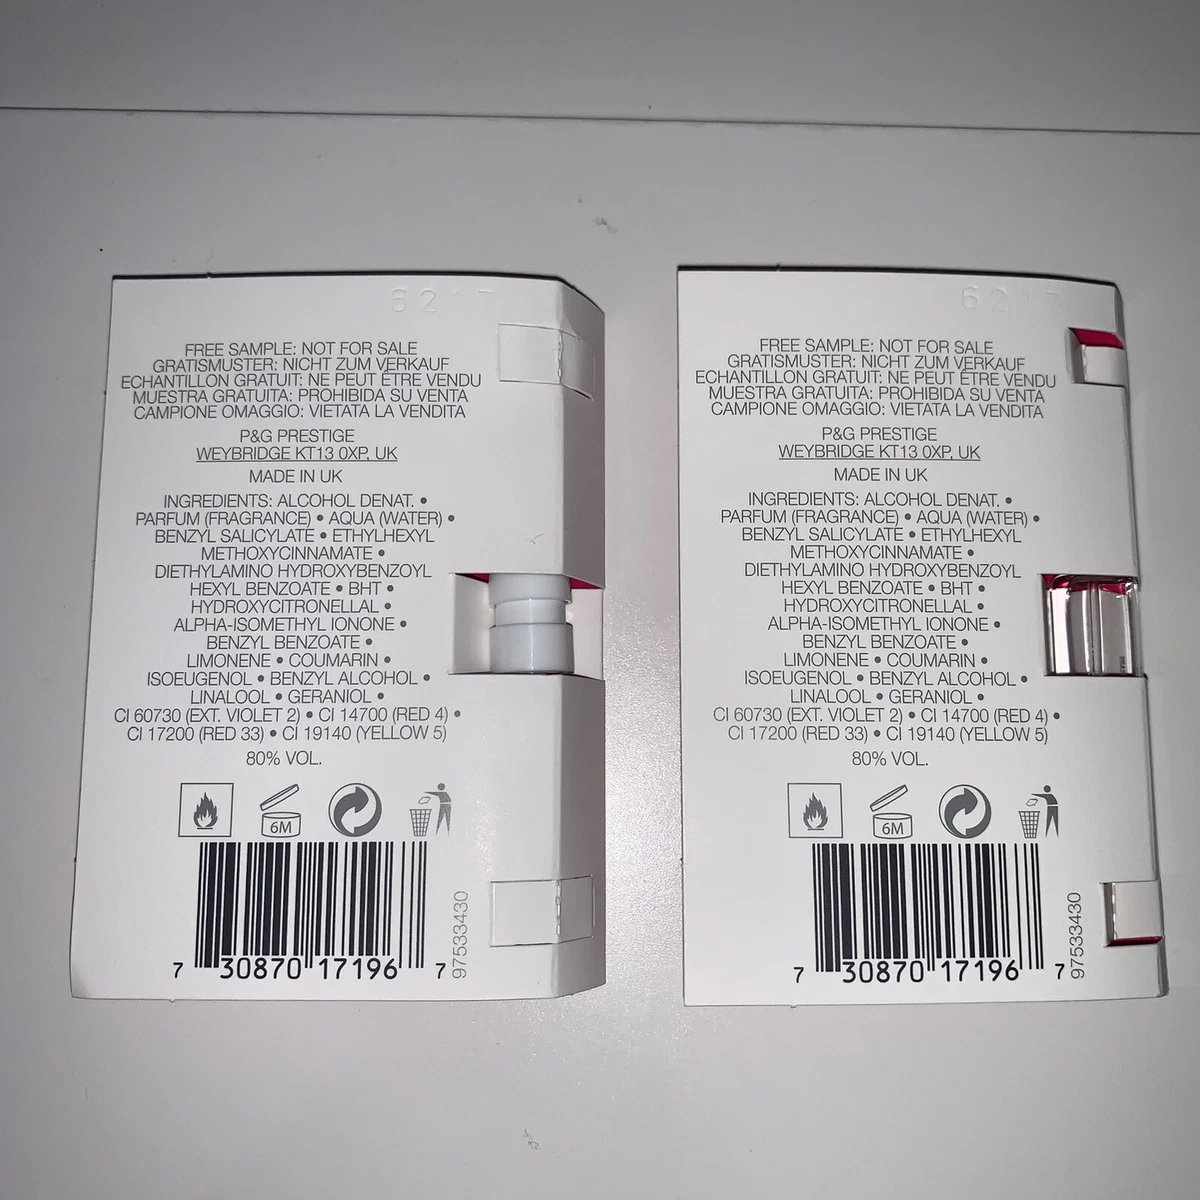 FREE SAMPLE: NOT FOR SALE
GRATISMUSTER: NICHT ZUM VERKAUF
ECHANTILLON GRATUIT: NE PEUT ÊTRE VENDU
MUESTRA GRATUITA: PROHIBIDA SU VENTA
CAMPIONE OMAGGIO: VIETATA LA VENDITA
P&G PRESTIGE
WEYBRIDGE KT13 0XP, UK
MADE IN UK
INGREDIENTS: ALCOHOL DENAT. •
PARFUM (FRAGRANCE) • AQUA (WATER) •
BENZYL SALICYLATE • ETHYLHEXYL
METHOXYCINNAMATE •
DIETHYLAMINO HYDROXYBENZOYL
HEXYL BENZOATE • BHT •
HYDROXYCITRONELLAL •
ALPHA-ISOMETHYL IONONE •
BENZYL BENZOATE •
LIMONENE • COUMARIN •
ISOEUGENOL • BENZYL ALCOHOL •
LINALOOL • GERANIOL •
CI 60730 (EXT. VIOLET 2) • CI 14700 (RED 4) •
CI 17200 (RED 33) • CI 19140 (YELLOW 5)
80% VOL.
6M
7 30870 17196 7
97533430
FREE SAMPLE: NOT FOR SALE
GRATISMUSTER: NICHT ZUM VERKAUF
ECHANTILLON GRATUIT: NE PEUT ÊTRE VENDU
MUESTRA GRATUITA: PROHIBIDA SU VENTA
CAMPIONE OMAGGIO: VIETATA LA VENDITA
P&G PRESTIGE
WEYBRIDGE KT13 0XP, UK
MADE IN UK
INGREDIENTS: ALCOHOL DENAT. •
PARFUM (FRAGRANCE) • AQUA (WATER) •
BENZYL SALICYLATE • ETHYLHEXYL
METHOXYCINNAMATE •
DIETHYLAMINO HYDROXYBENZOYL
HEXYL BENZOATE • BHT •
HYDROXYCITRONELLAL •
ALPHA-ISOMETHYL IONONE •
BENZYL BENZOATE •
LIMONENE • COUMARIN •
ISOEUGENOL • BENZYL ALCOHOL •
LINALOOL • GERANIOL •
CI 60730 (EXT. VIOLET 2) • CI 14700 (RED 4) •
CI 17200 (RED 33) • CI 19140 (YELLOW 5)
80% VOL.
6M
7 30870 17196 7
97533430